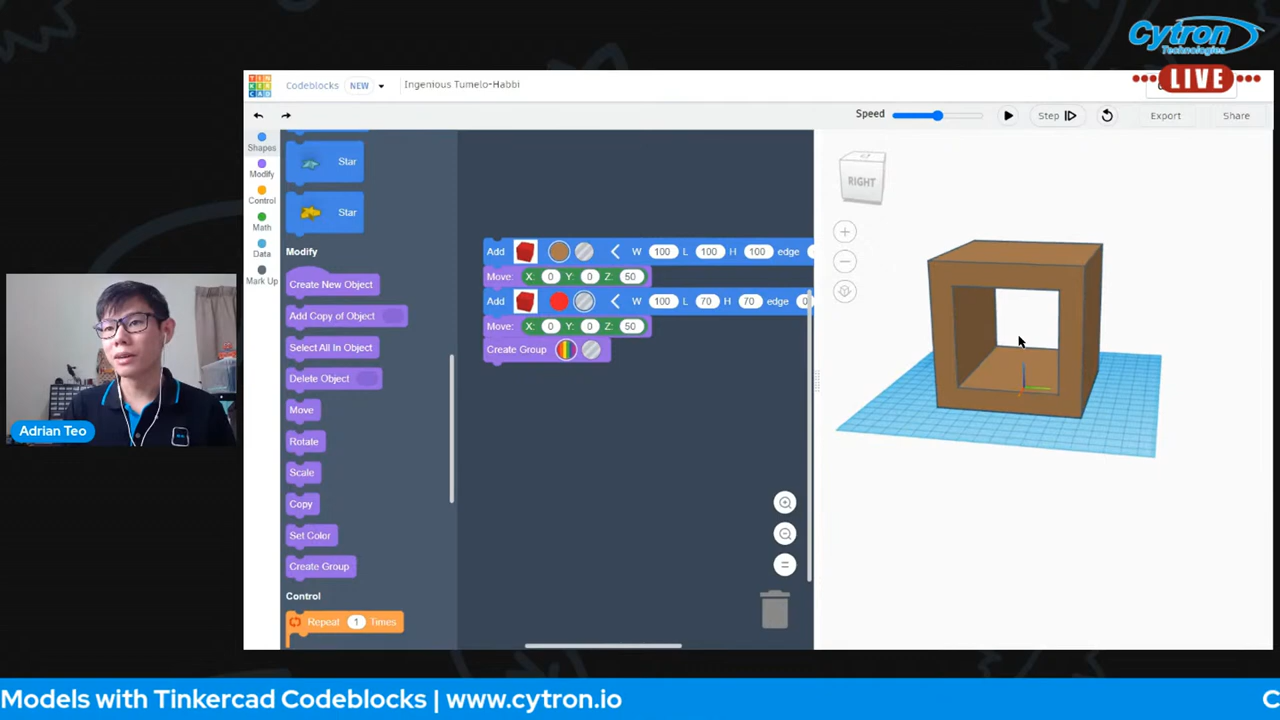 Cytron
Technologies
LIVE
Codeblocks NEW Ingenious Tumelo-Habbi
Speed Step Export Share
Shapes
Modify
Control
Math
Data
Mark Up
Star
Star
Modify
Create New Object
Add Copy of Object
Select All In Object
Delete Object
Move
Rotate
Scale
Copy
Set Color
Create Group
Control
Repeat 1 Times
Add W 100 L 100 H 100 edge
Move: X: 0 Y: 0 Z: 50
Add W 100 L 70 H 70 edge 0
Move: X: 0 Y: 0 Z: 50
Create Group
RIGHT
Adrian Teo
Models with Tinkercad Codeblocks | www.cytron.io C